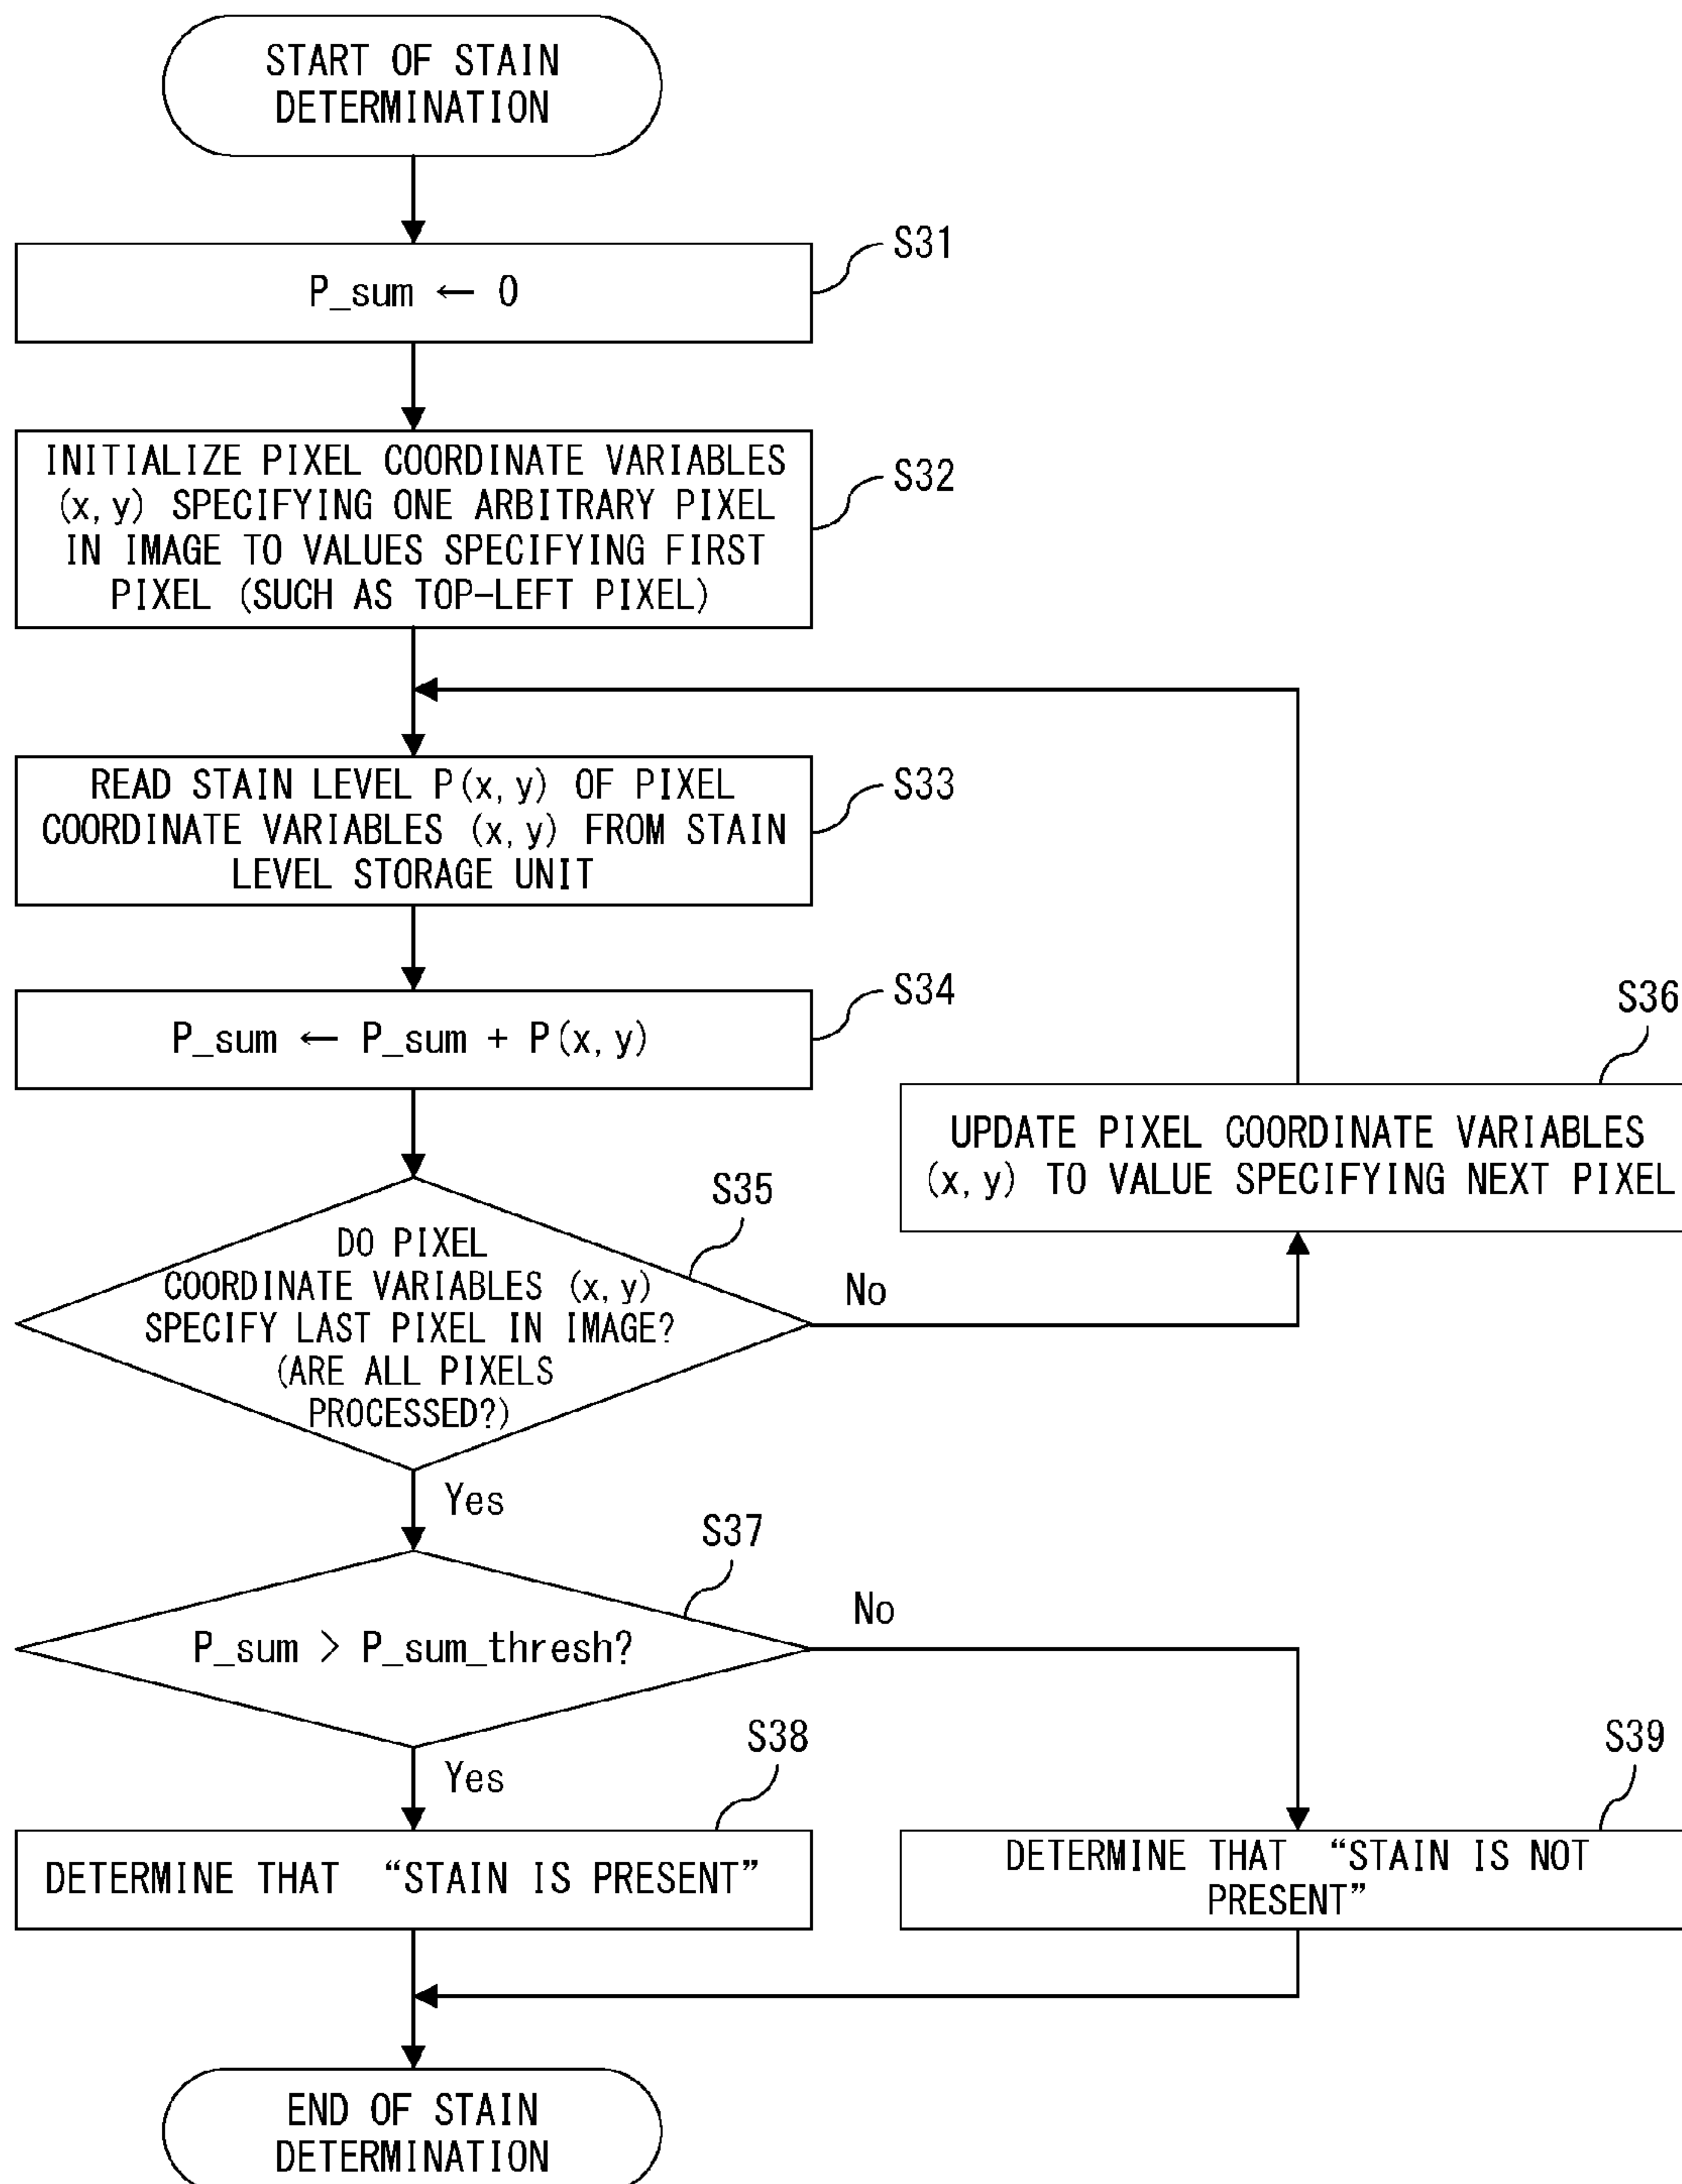 START OF STAIN
DETERMINATION
S31
P_sum ← 0
S32
INITIALIZE PIXEL COORDINATE VARIABLES
(x, y) SPECIFYING ONE ARBITRARY PIXEL
IN IMAGE TO VALUES SPECIFYING FIRST
PIXEL (SUCH AS TOP-LEFT PIXEL)
S33
READ STAIN LEVEL P(x, y) OF PIXEL
COORDINATE VARIABLES (x, y) FROM STAIN
LEVEL STORAGE UNIT
S34
P_sum ← P_sum + P(x, y)
S36
UPDATE PIXEL COORDINATE VARIABLES
(x, y) TO VALUE SPECIFYING NEXT PIXEL
S35
DO PIXEL
COORDINATE VARIABLES (x, y)
SPECIFY LAST PIXEL IN IMAGE?
(ARE ALL PIXELS
PROCESSED?)
No
Yes
S37
P_sum > P_sum_thresh?
No
Yes
S38
DETERMINE THAT “STAIN IS PRESENT”
S39
DETERMINE THAT “STAIN IS NOT
PRESENT”
END OF STAIN
DETERMINATION